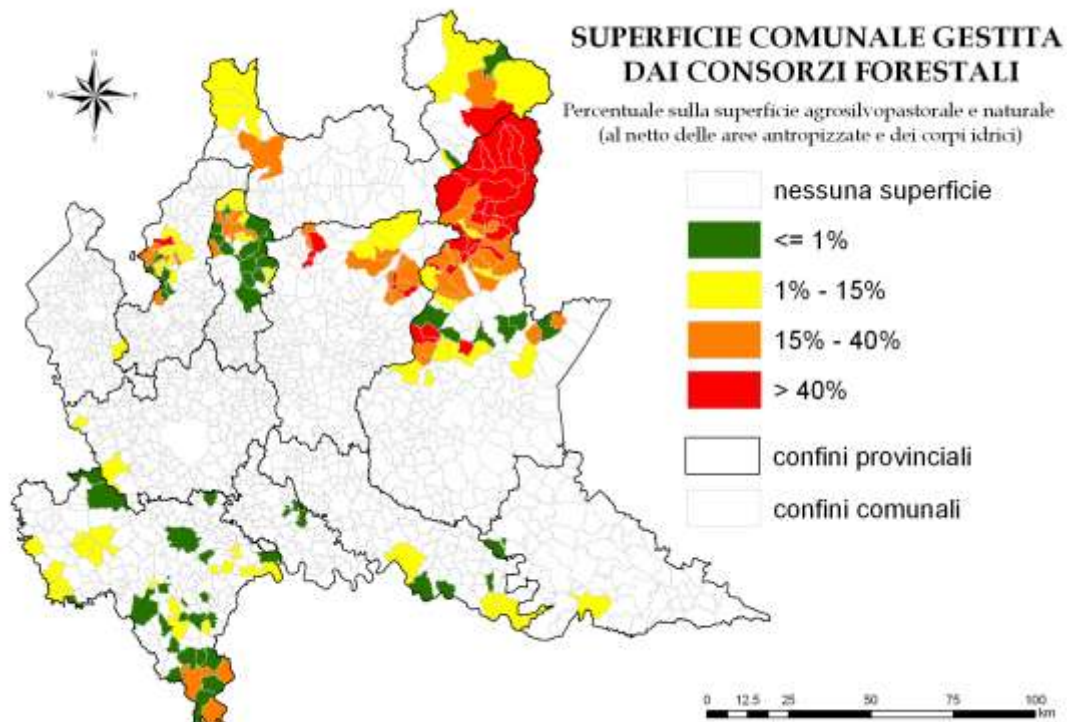 SUPERFICIE COMUNALE GESTITA
DAI CONSORZI FORESTALI
Percentuale sulla superficie agrosilvopastorale e naturale
(al netto delle aree antropizzate e dei corpi idrici)
nessuna superficie
<= 1%
1% - 15%
15% - 40%
> 40%
confini provinciali
confini comunali
0 12.5 25 50 75 100
km